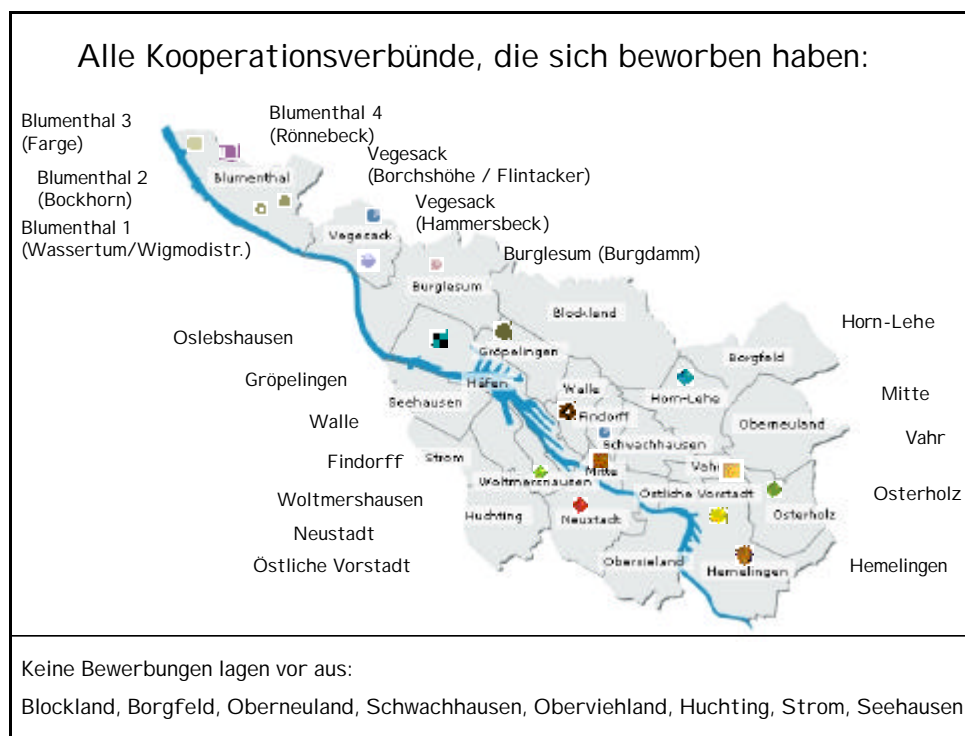 Alle Kooperationsverbünde, die sich beworben haben:
Blumenthal 3
(Farge)
Blumenthal 4
(Rönnebeck)
Blumenthal 2
(Bockhorn)
Vegesack
(Borchshöhe / Flintacker)
Blumenthal 1
(Wassertum/Wigmodistr.)
Vegesack
(Hammersbeck)
Burglesum (Burgdamm)
Oslebshausen
Gröpelingen
Walle
Findorff
Woltmershausen
Neustadt
Östliche Vorstadt
Horn-Lehe
Mitte
Vahr
Osterholz
Hemelingen
Blumenthal
Vegesack
Burglesum
Blockland
Gröpelingen
Borgfeld
Häfen
Walle
Horn-Lehe
Seehausen
Findorff
Oberneuland
Schwachhausen
Strom
Mitte
Vahr
Woltmershausen
Östliche Vorstadt
Huchting
Neustadt
Osterholz
Obervieland
Hemelingen
Keine Bewerbungen lagen vor aus:
Blockland, Borgfeld, Oberneuland, Schwachhausen, Oberviehland, Huchting, Strom, Seehausen